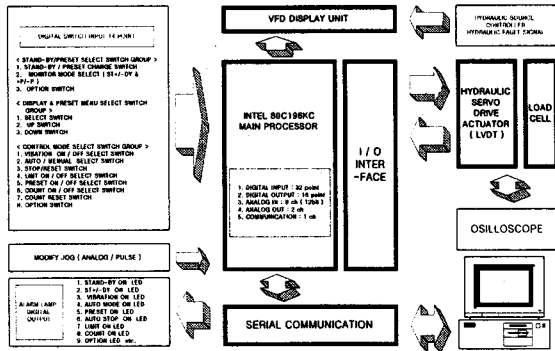 DIGITAL SWITCH INPUT 14 POINT
< STAND-BY/PRESET SELECT SWITCH GROUP >
1. STAND-BY / PRESET CHANGE SWITCH
2. MONITOR MODE SELECT ( ST+/-DY &
+P/-P )
3. OPTION SWITCH
< DISPLAY & PRESET MENU SELECT SWITCH
GROUP >
1. SELECT SWITCH
2. UP SWITCH
3. DOWN SWITCH
< CONTROL MODE SELECT SWITCH GROUP >
1. VIBATION ON / OFF SELECT SWITCH
2. AUTO / MENUAL SELECT SWITCH
3. STOP/RESET SWITCH
4. LIMT ON / OFF SELECT SWITCH
5. PRESET ON / OFF SELECT SWITCH
6. COUNT ON / OFF SELECT SWITCH
7. COUNT RESET SWITCH
8. OPTION SWITCH
MODIFY JOG ( ANALOG / PULSE )
ALARM LAMP
DIGITAL
OUTPUT
1. STAND-BY ON LED
2. ST+/-DY ON LED
3. VIBRATION ON LED
4. AUTO MODE ON LED
5. PRESET ON LED
6. AUTO STOP ON LED
7. LIMIT ON LED
8. COUNT ON LED
9. OPTION LED etc.
VFD DISPLAY UNIT
INTEL 80C196KC
MAIN PROCESSOR
1. DIGITAL INPUT : 32 point
2. DIGITAL OUTPUT : 16 point
3. ANALOG IN : 8 ch ( 12bit )
4. ANALOG OUT : 2 ch
5. COMMUNICATION : 1 ch
I / O
INTER
-FACE
SERIAL COMMUNICATION
HYDRAULIC SOURCE
CONTROLLER
HYDRAULIC FAULT SIGNAL
HYDRAULIC
SERVO
DRIVE
ACTUATOR
( LVDT )
LOAD
CELL
OSILLOSCOPE